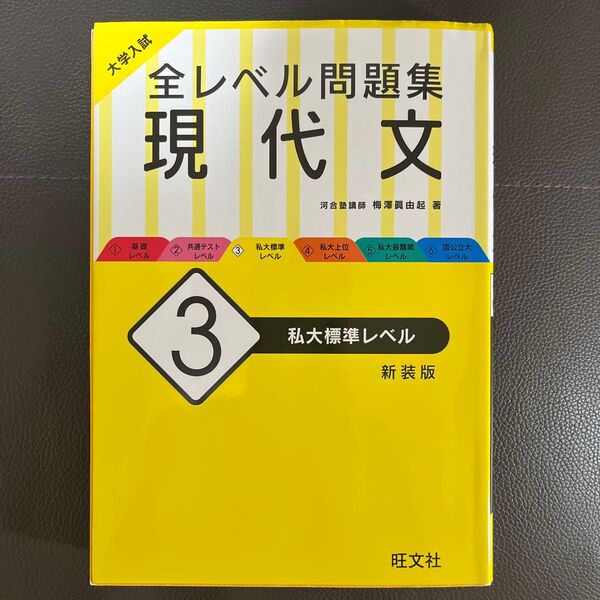 大学入試
全レベル問題集
現代文
河合塾講師 梅澤眞由起 著
① 基礎レベル
② 共通テストレベル
③ 私大標準レベル
④ 私大上位レベル
⑤ 私大最難関レベル
⑥ 国公立大レベル
3 私大標準レベル
新装版
旺文社